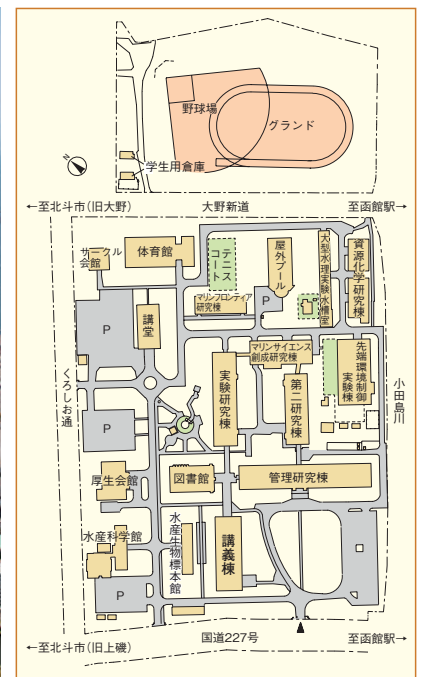 野球場
グランド
N
学生用倉庫
←至北斗市(旧大野)
大野新道
至函館駅→
サークル
会館
体育館
テニス
コート
屋外プール
大型水理実験水槽室
資源化学研究棟
マリンフロンティア
研究棟
P
P
講堂
マリンサイエンス
創成研究棟
先端環境制御
実験棟
小田島川
くろしお通
実験研究棟
第二研究棟
P
厚生会館
図書館
管理研究棟
水産科学館
水産生物標本館
講義棟
P
国道227号
←至北斗市(旧上磯)
至函館駅→